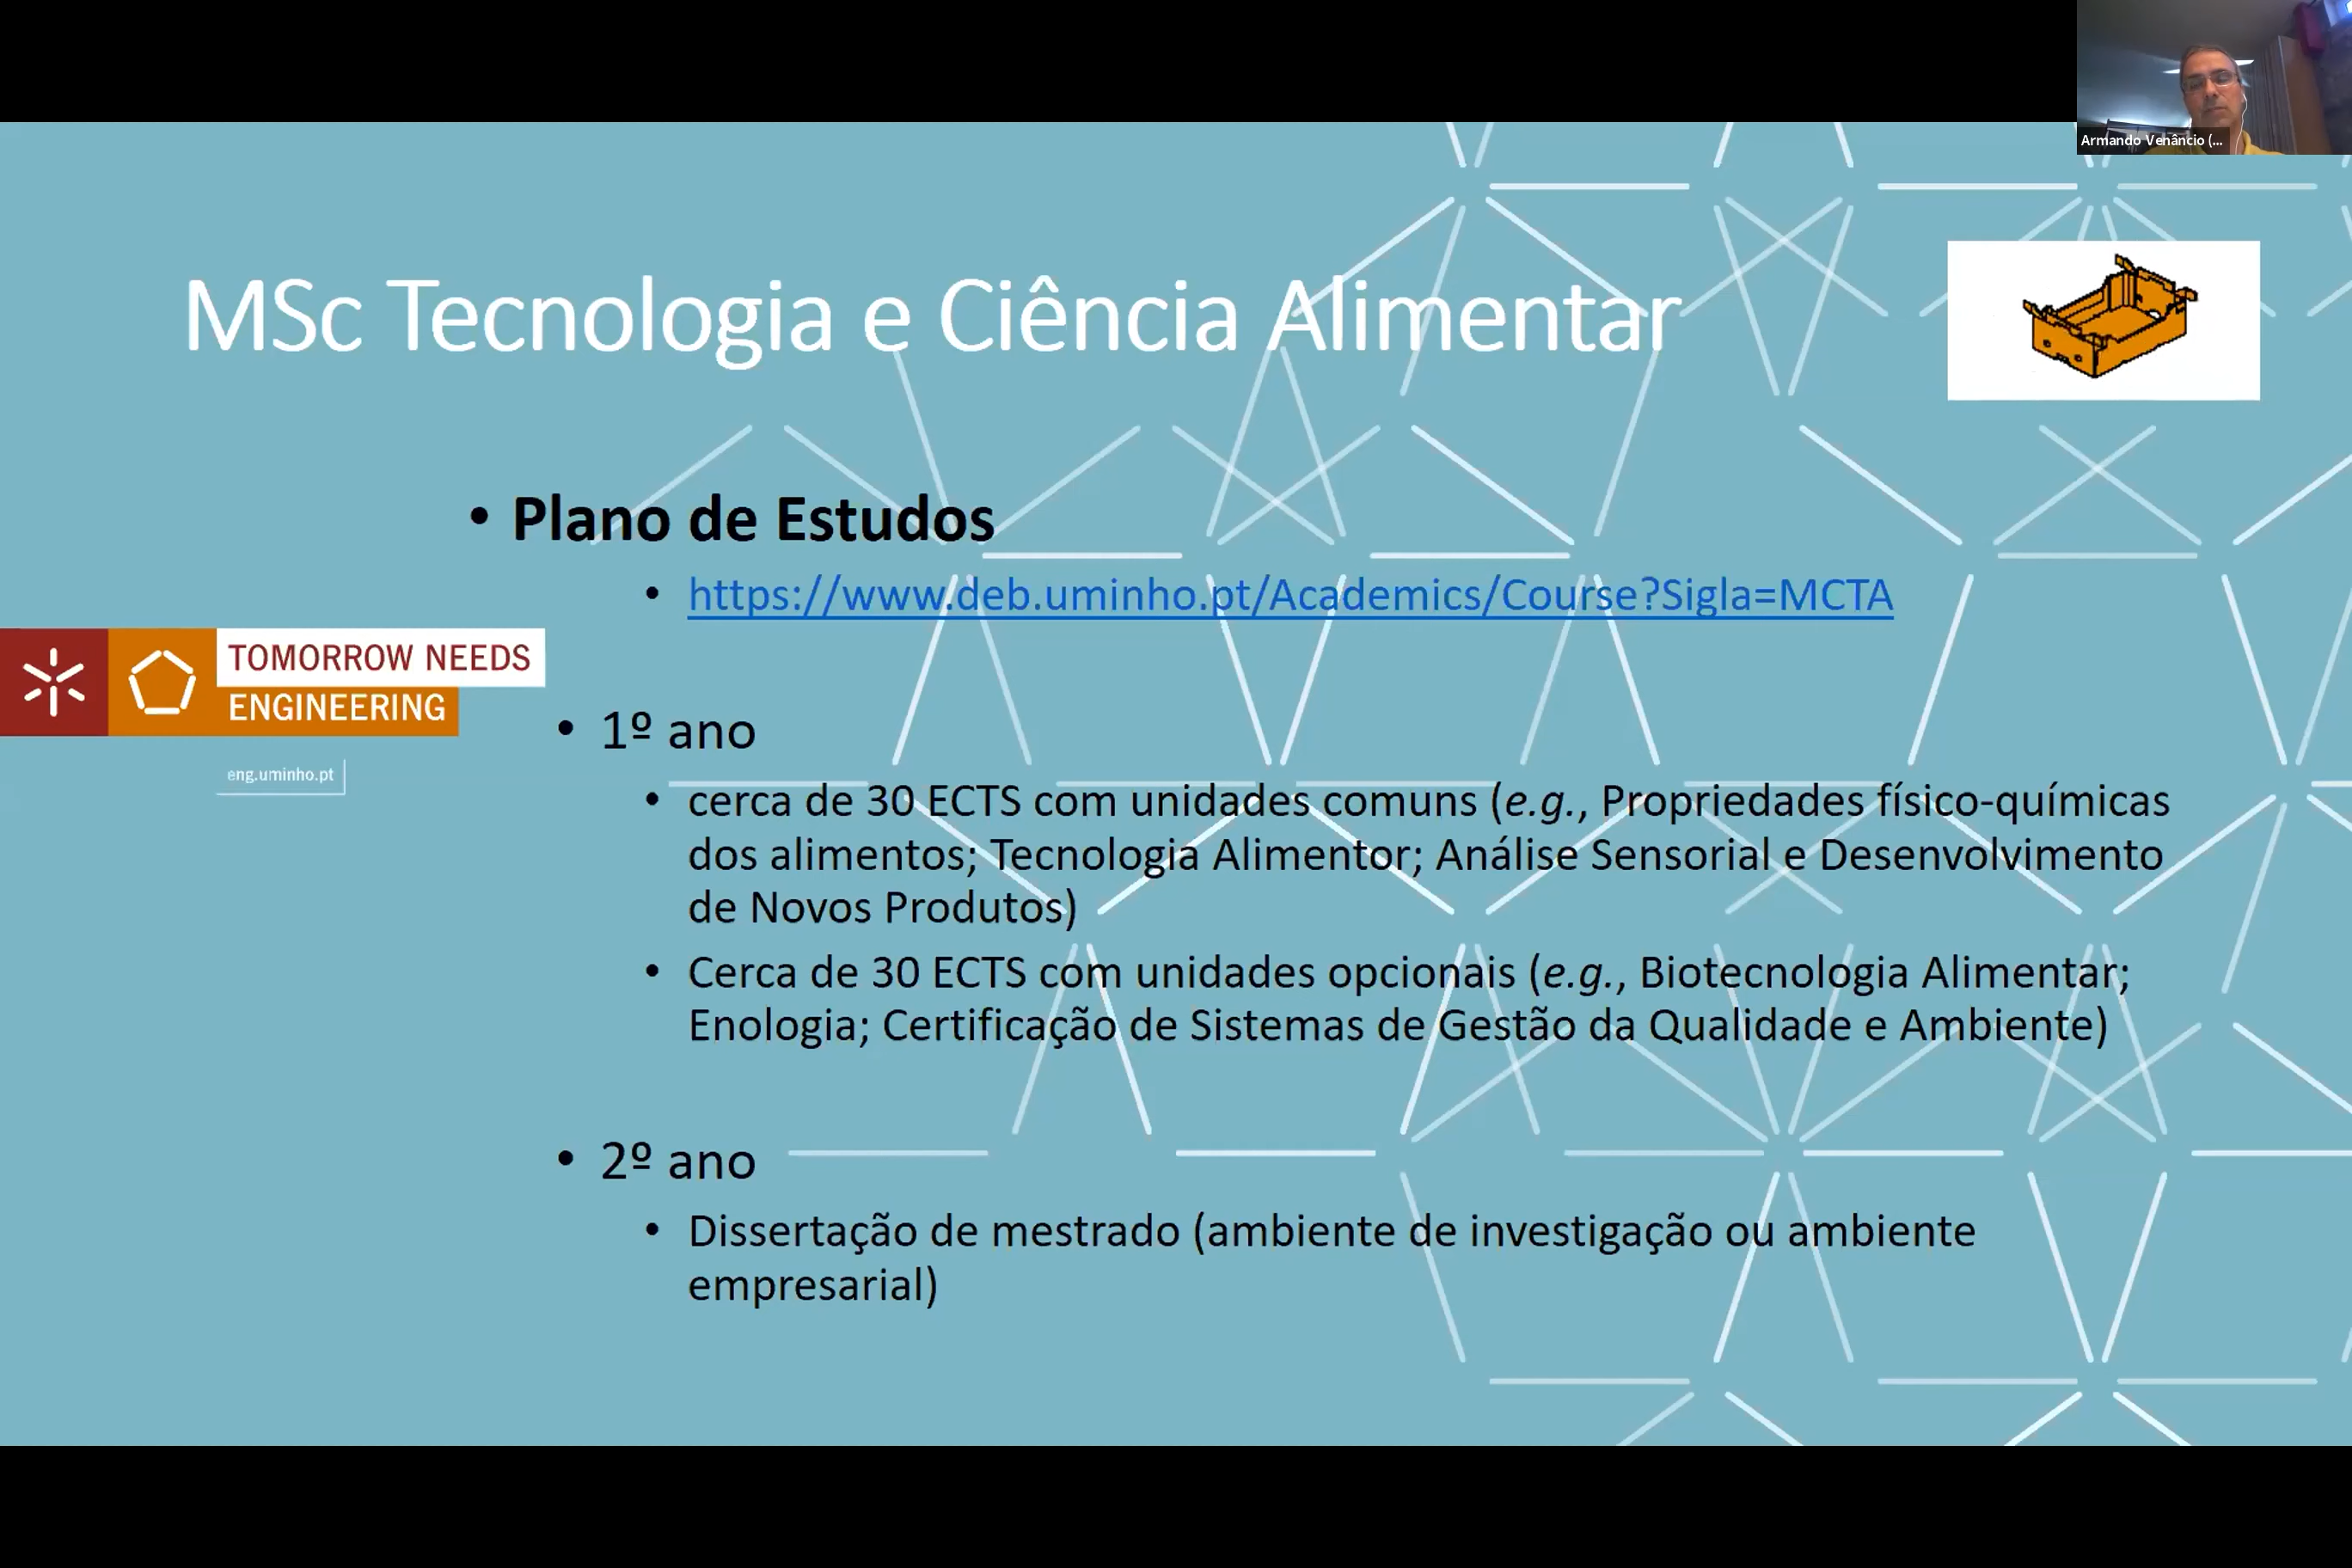 Armando Venâncio (...
MSc Tecnologia e Ciência Alimentar
• Plano de Estudos
• https://www.deb.uminho.pt/Academics/Course?Sigla=MCTA
TOMORROW NEEDS
ENGINEERING
eng.uminho.pt
• 1º ano
• cerca de 30 ECTS com unidades comuns (e.g., Propriedades físico-químicas
dos alimentos; Tecnologia Alimentor; Análise Sensorial e Desenvolvimento
de Novos Produtos)
• Cerca de 30 ECTS com unidades opcionais (e.g., Biotecnologia Alimentar;
Enologia; Certificação de Sistemas de Gestão da Qualidade e Ambiente)
• 2º ano
• Dissertação de mestrado (ambiente de investigação ou ambiente
empresarial)